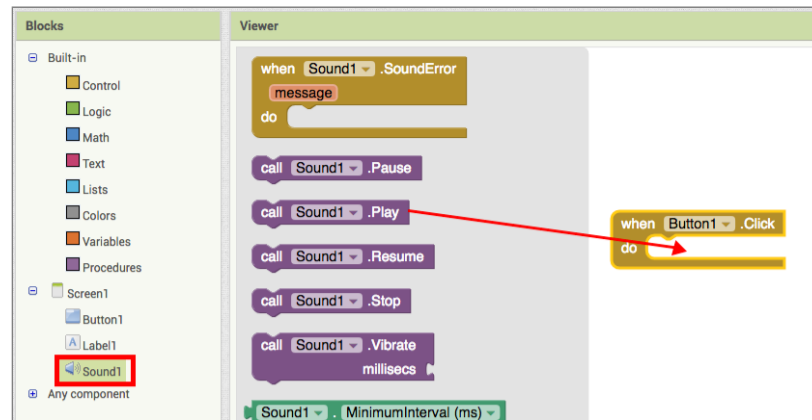 Blocks
Viewer
Built-in
Control
Logic
Math
Text
Lists
Colors
Variables
Procedures
Screen1
Button1
A Label1
Sound1
Any component
when Sound1 .SoundError
message
do
call Sound1 .Pause
call Sound1 .Play
call Sound1 .Resume
call Sound1 .Stop
call Sound1 .Vibrate
millisecs
Sound1 . MinimumInterval (ms)
when Button1 .Click
do